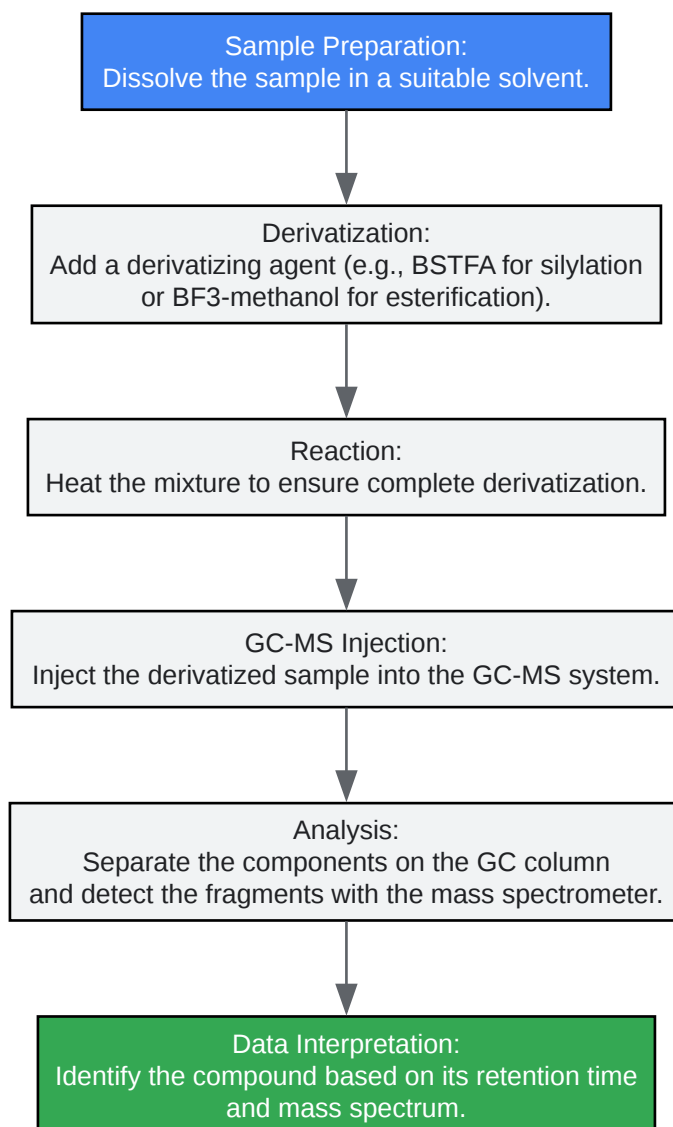 Sample Preparation:
Dissolve the sample in a suitable solvent.
Derivatization:
Add a derivatizing agent (e.g., BSTFA for silylation
or BF3-methanol for esterification).
Reaction:
Heat the mixture to ensure complete derivatization.
GC-MS Injection:
Inject the derivatized sample into the GC-MS system.
Analysis:
Separate the components on the GC column
and detect the fragments with the mass spectrometer.
Data Interpretation:
Identify the compound based on its retention time
and mass spectrum.